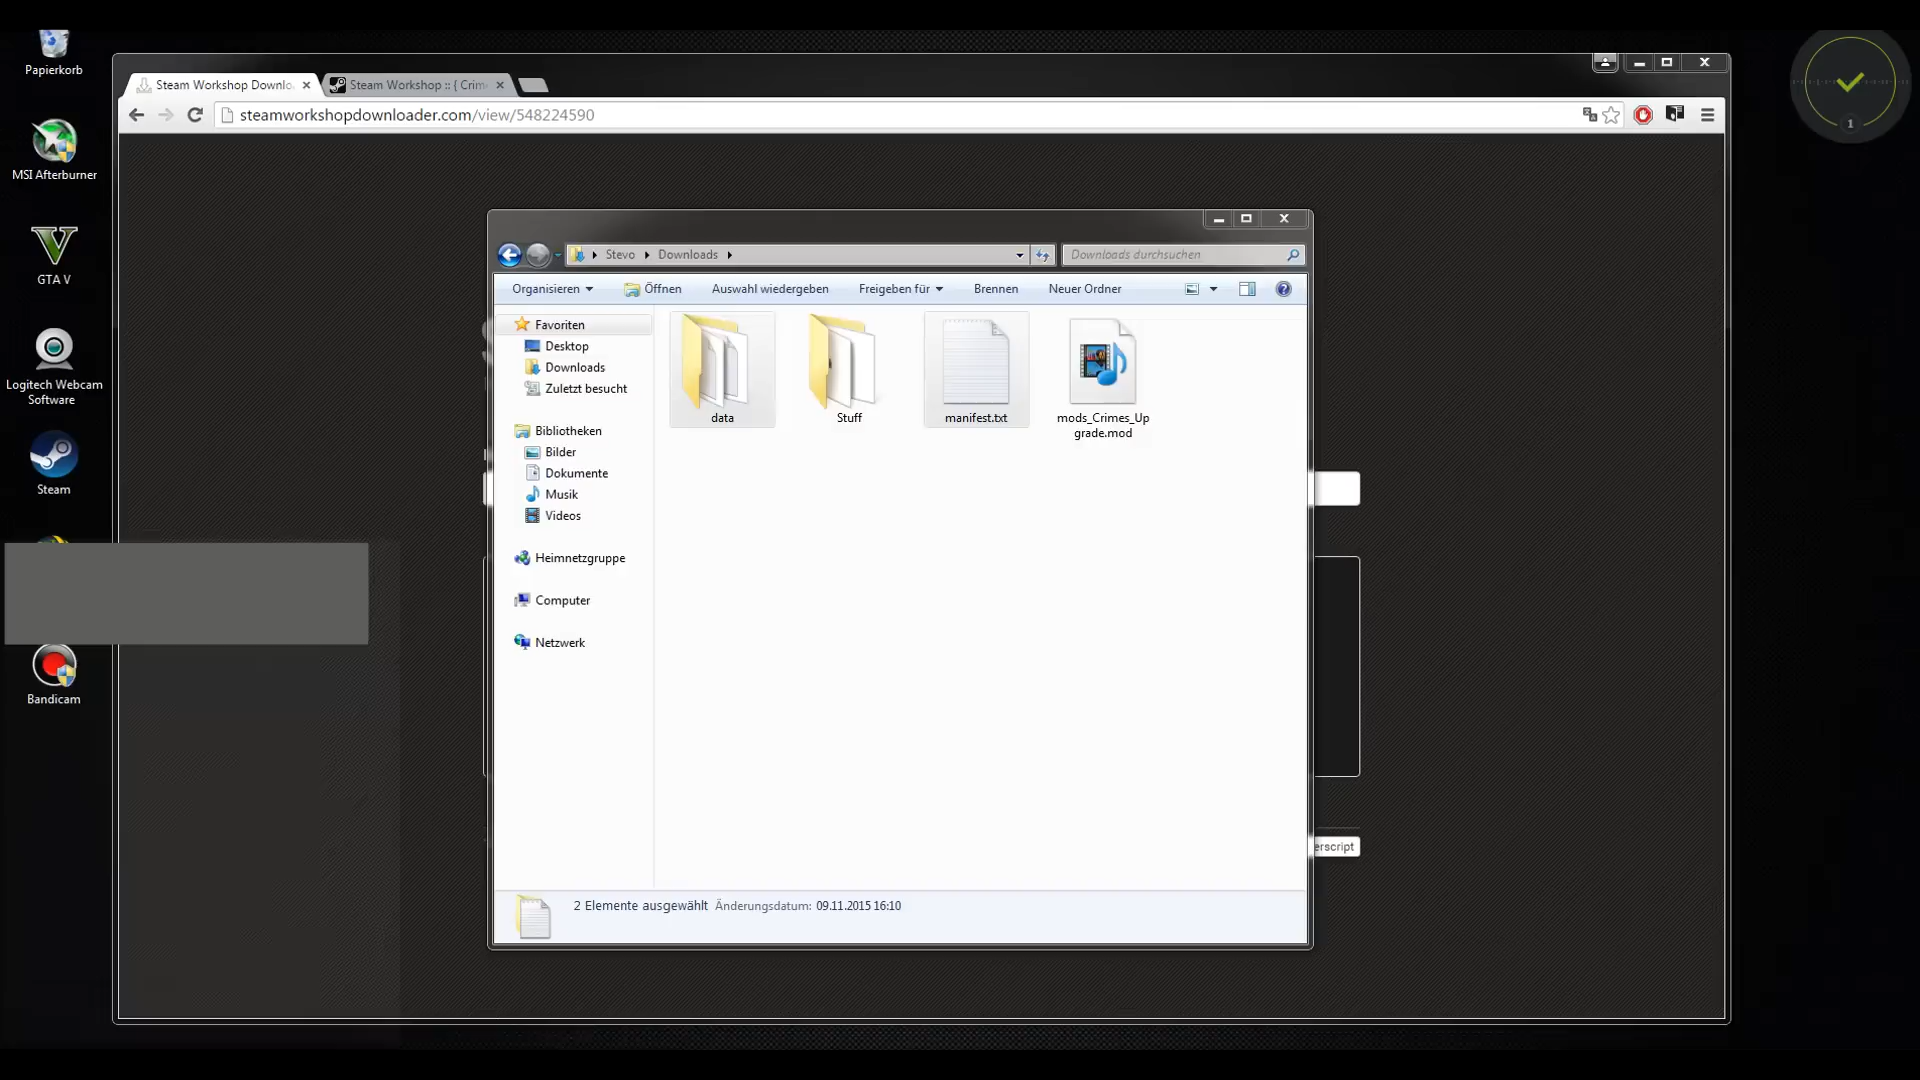 Papierkorb
MSI Afterburner
GTA V
Logitech Webcam
Software
Steam
Bandicam
Steam Workshop Downlo
Steam Workshop :: { Crim
steamworkshopdownloader.com/view/548224590
1
Stevo
Downloads
Downloads durchsuchen
Organisieren
Öffnen
Auswahl wiedergeben
Freigeben für
Brennen
Neuer Ordner
Favoriten
Desktop
Downloads
Zuletzt besucht
Bibliotheken
Bilder
Dokumente
Musik
Videos
Heimnetzgruppe
Computer
Netzwerk
data
Stuff
manifest.txt
mods_Crimes_Up
grade.mod
erscript
2 Elemente ausgewählt Änderungsdatum: 09.11.2015 16:10